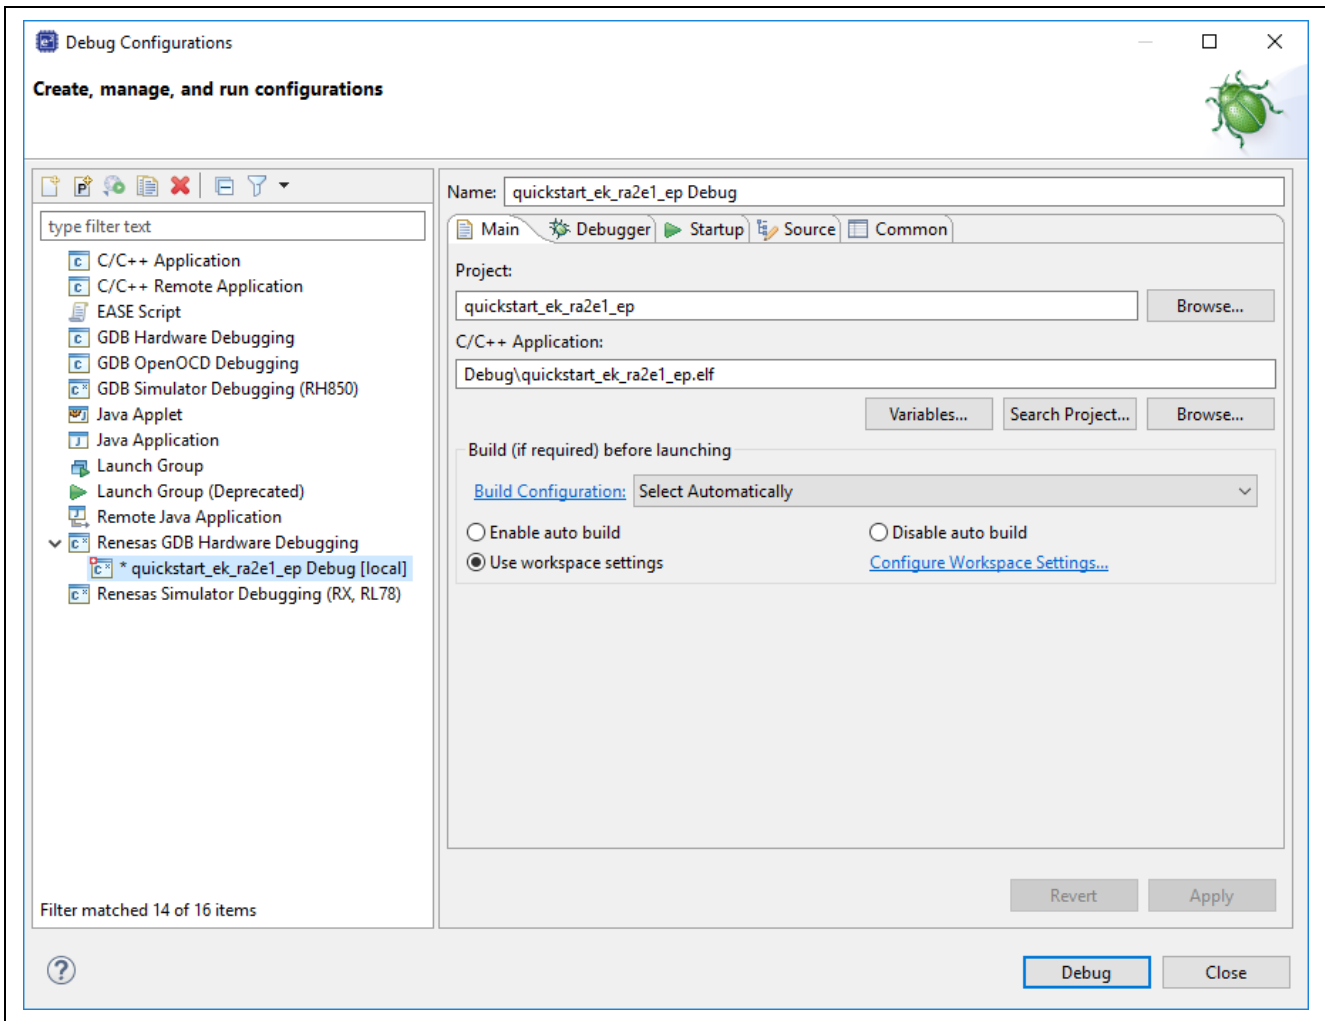 Debug Configurations
Create, manage, and run configurations
type filter text
C/C++ Application
C/C++ Remote Application
EASE Script
GDB Hardware Debugging
GDB OpenOCD Debugging
GDB Simulator Debugging (RH850)
Java Applet
Java Application
Launch Group
Launch Group (Deprecated)
Remote Java Application
Renesas GDB Hardware Debugging
* quickstart_ek_ra2e1_ep Debug [local]
Renesas Simulator Debugging (RX, RL78)
Filter matched 14 of 16 items
Name: quickstart_ek_ra2e1_ep Debug
Main Debugger Startup Source Common
Project:
quickstart_ek_ra2e1_ep Browse...
C/C++ Application:
Debug\quickstart_ek_ra2e1_ep.elf
Variables... Search Project... Browse...
Build (if required) before launching
Build Configuration: Select Automatically
Enable auto build Disable auto build
Use workspace settings Configure Workspace Settings...
Revert Apply
Debug Close